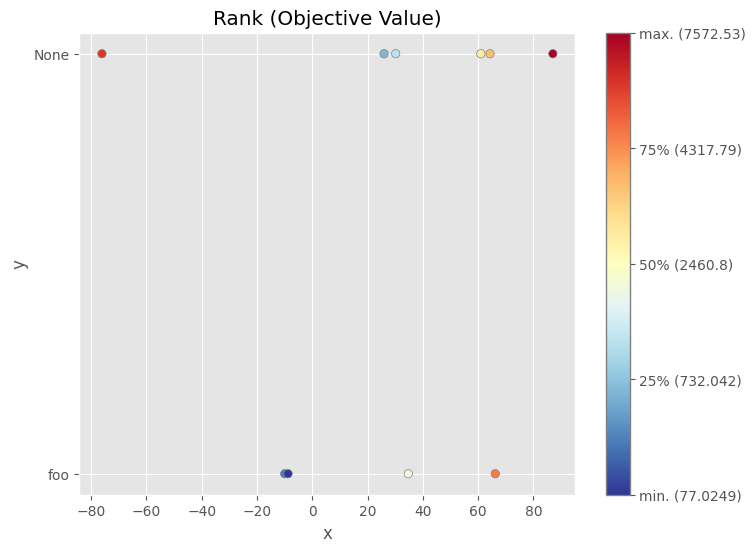 Rank (Objective Value)
None
foo
y
−80
−60
−40
−20
0
20
40
60
80
x
max. (7572.53)
75% (4317.79)
50% (2460.8)
25% (732.042)
min. (77.0249)